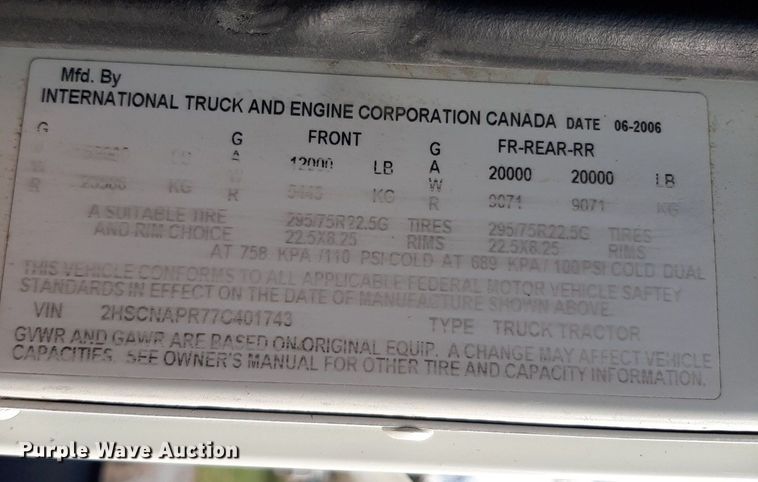 Mfd. By
INTERNATIONAL TRUCK AND ENGINE CORPORATION CANADA DATE 06-2006
G G FRONT G FR-REAR-RR
V LB A 12000 LB A 20000 20000 LB
W KG W 5443 KG W 9071 9071 KG
R R R
A SUITABLE TIRE 295/75R22.5G TIRES 295/75R22.5G TIRES
AND RIM CHOICE 22.5X8.25 RIMS 22.5X8.25 RIMS
AT 758 KPA /110 PSI COLD AT 689 KPA/ 100 PSI COLD DUAL
THIS VEHICLE CONFORMS TO ALL APPLICABLE FEDERAL MOTOR VEHICLE SAFTEY
STANDARDS IN EFFECT ON THE DATE OF MANUFACTURE SHOWN ABOVE.
VIN 2HSCNAPR77C401743 TYPE TRUCK TRACTOR
GVWR AND GAWR ARE BASED ON ORIGINAL EQUIP. A CHANGE MAY AFFECT VEHICLE
CAPACITIES. SEE OWNER'S MANUAL FOR OTHER TIRE AND CAPACITY INFORMATION.
Purple Wave Auction